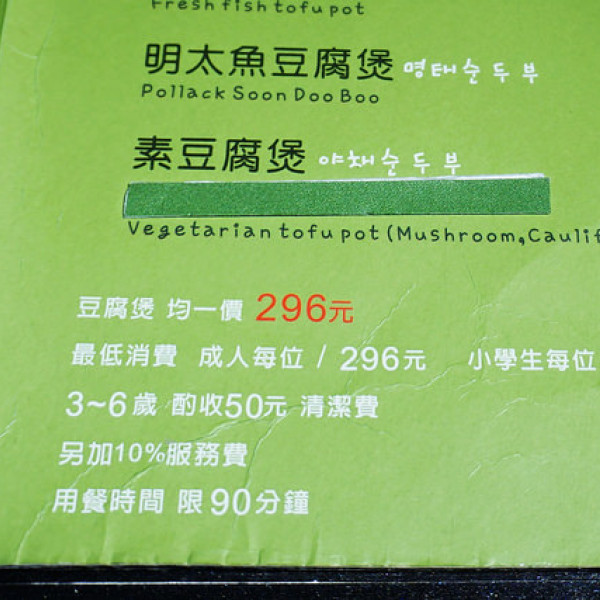 Fresh fish tofu pot
明太魚豆腐煲 명태순두부
Pollack Soon Doo Boo
素豆腐煲 야채순두부
Vegetarian tofu pot (Mushroom,Caulif
豆腐煲 均一價 296元
最低消費 成人每位 / 296元 小學生每位
3~6歲 酌收50元 清潔費
另加10%服務費
用餐時間 限90分鐘